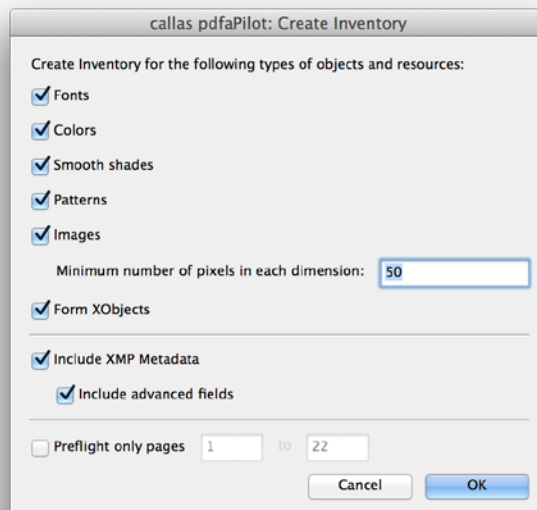 callas pdfaPilot: Create Inventory
Create Inventory for the following types of objects and resources:
Fonts
Colors
Smooth shades
Patterns
Images
Minimum number of pixels in each dimension: 50
Form XObjects
Include XMP Metadata
Include advanced fields
Preflight only pages 1 to 22
Cancel OK